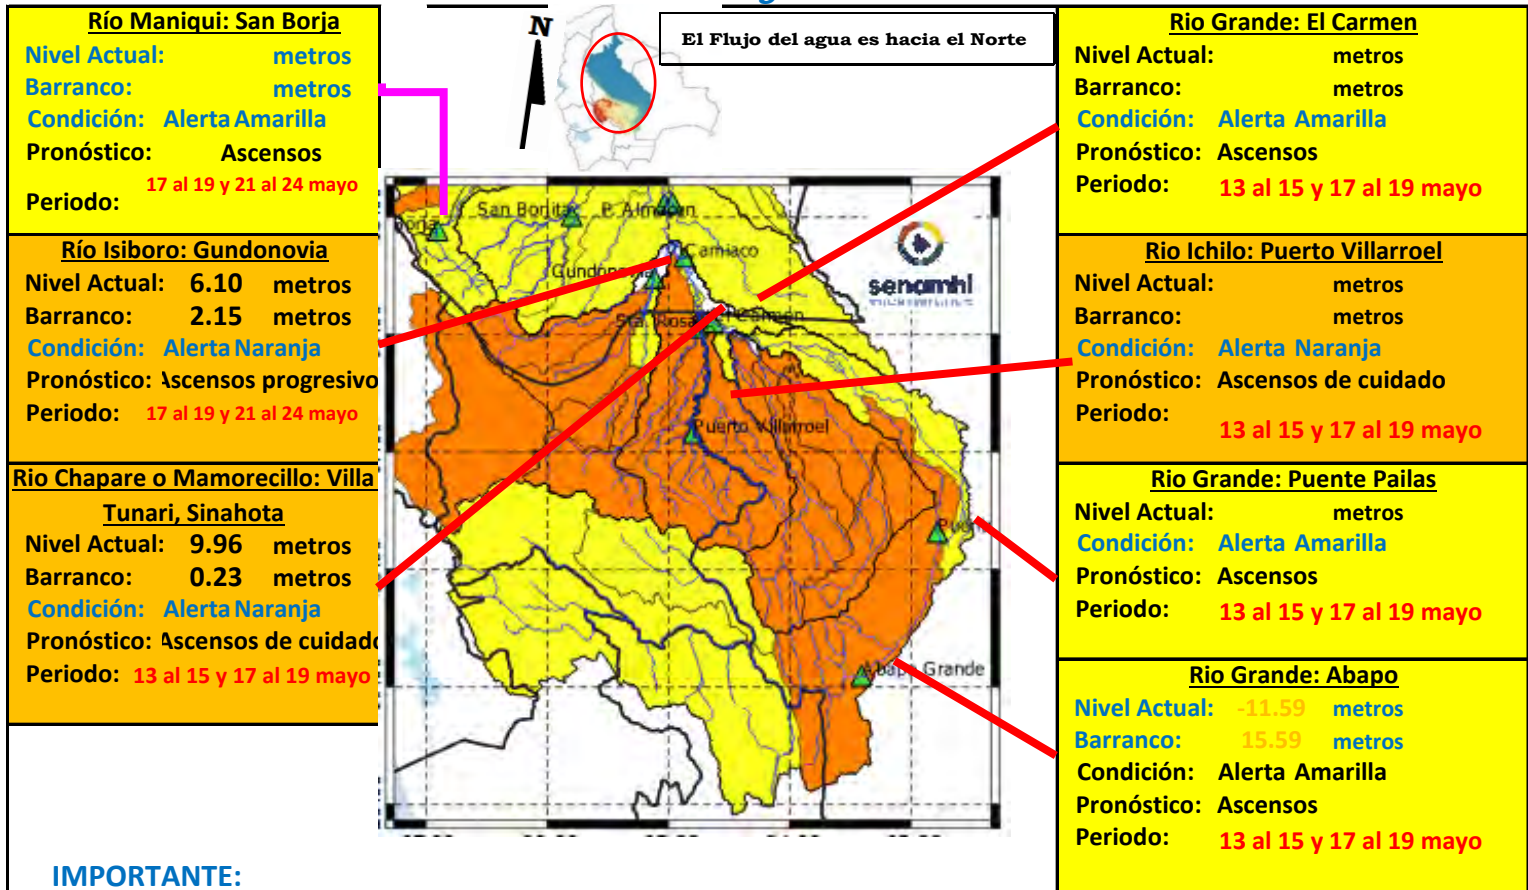 Río Maniqui: San Borja
Nivel Actual: metros
Barranco: metros
Condición: Alerta Amarilla
Pronóstico: Ascensos
17 al 19 y 21 al 24 mayo
Periodo:
Río Isiboro: Gundonovia
Nivel Actual: 6.10 metros
Barranco: 2.15 metros
Condición: Alerta Naranja
Pronóstico: Ascensos progresivo
Periodo: 17 al 19 y 21 al 24 mayo
Rio Chapare o Mamorecillo: Villa
Tunari, Sinahota
Nivel Actual: 9.96 metros
Barranco: 0.23 metros
Condición: Alerta Naranja
Pronóstico: Ascensos de cuidado
Periodo: 13 al 15 y 17 al 19 mayo
IMPORTANTE:
N
El Flujo del agua es hacia el Norte
San Borjita
P. Almacen
Camiaco
senamhi
Sta. Rosa
El Carmen
Puerto Villarroel
Abapo Grande
Rio Grande: El Carmen
Nivel Actual: metros
Barranco: metros
Condición: Alerta Amarilla
Pronóstico: Ascensos
Periodo: 13 al 15 y 17 al 19 mayo
Rio Ichilo: Puerto Villarroel
Nivel Actual: metros
Barranco: metros
Condición: Alerta Naranja
Pronóstico: Ascensos de cuidado
Periodo:
13 al 15 y 17 al 19 mayo
Rio Grande: Puente Pailas
Nivel Actual: metros
Condición: Alerta Amarilla
Pronóstico: Ascensos
Periodo: 13 al 15 y 17 al 19 mayo
Rio Grande: Abapo
Nivel Actual: -11.59 metros
Barranco: 15.59 metros
Condición: Alerta Amarilla
Pronóstico: Ascensos
Periodo: 13 al 15 y 17 al 19 mayo